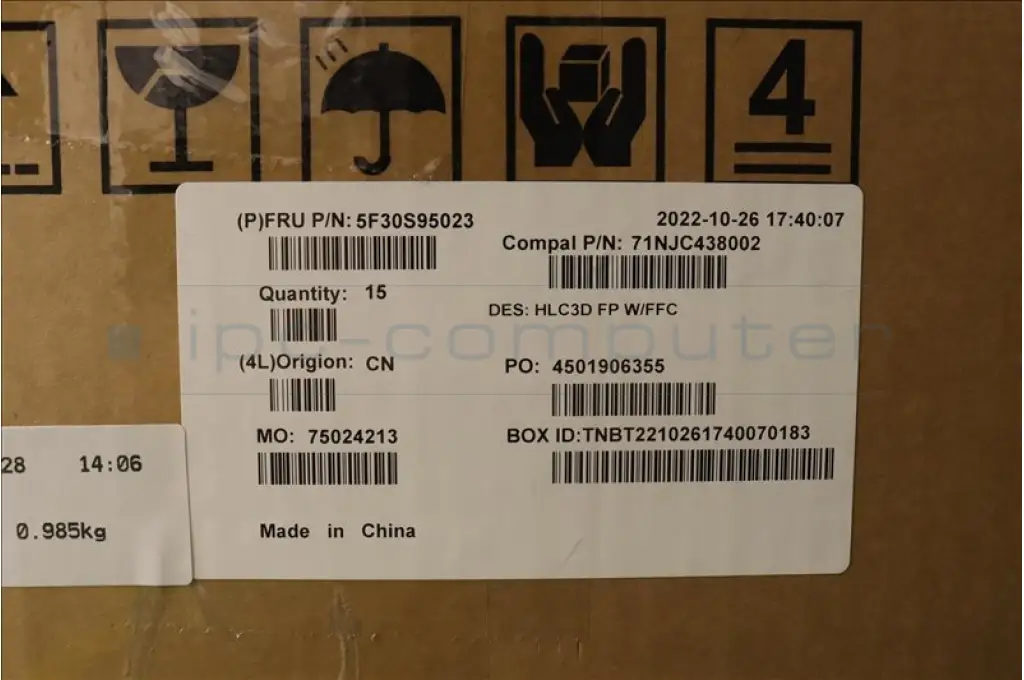 4
(P)FRU P/N: 5F30S95023
2022-10-26 17:40:07
Compal P/N: 71NJC438002
Quantity: 15
DES: HLC3D FP W/FFC
ipc-computer
(4L)Origion: CN
PO: 4501906355
MO: 75024213
BOX ID:TNBT2210261740070183
28 14:06
0.985kg
Made in China